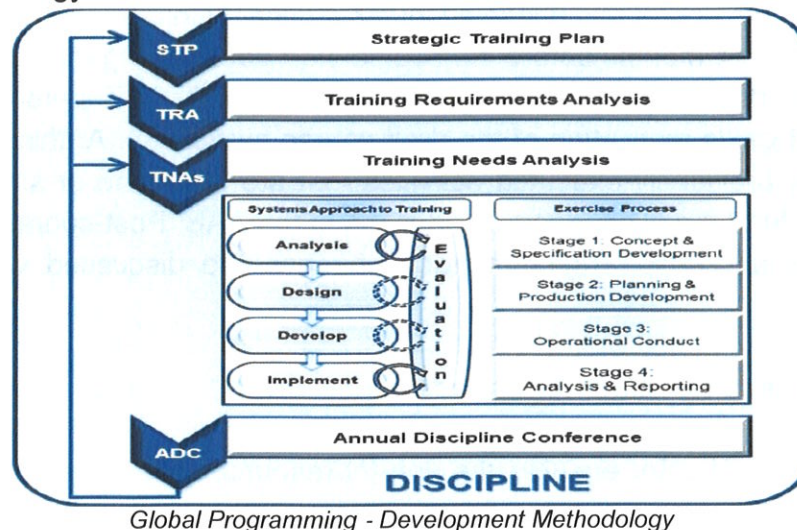 gy
STP
Strategic Training Plan
TRA
Training Requirements Analysis
TNAs
Training Needs Analysis
Systems Approach to Training
Exercise Process
Analysis
Design
Develop
Implement
Evaluation
Stage 1: Concept &
Specification Development
Stage 2: Planning &
Production Development
Stage 3:
Operational Conduct
Stage 4:
Analysis & Reporting
ADC
Annual Discipline Conference
DISCIPLINE
Global Programming - Development Methodology